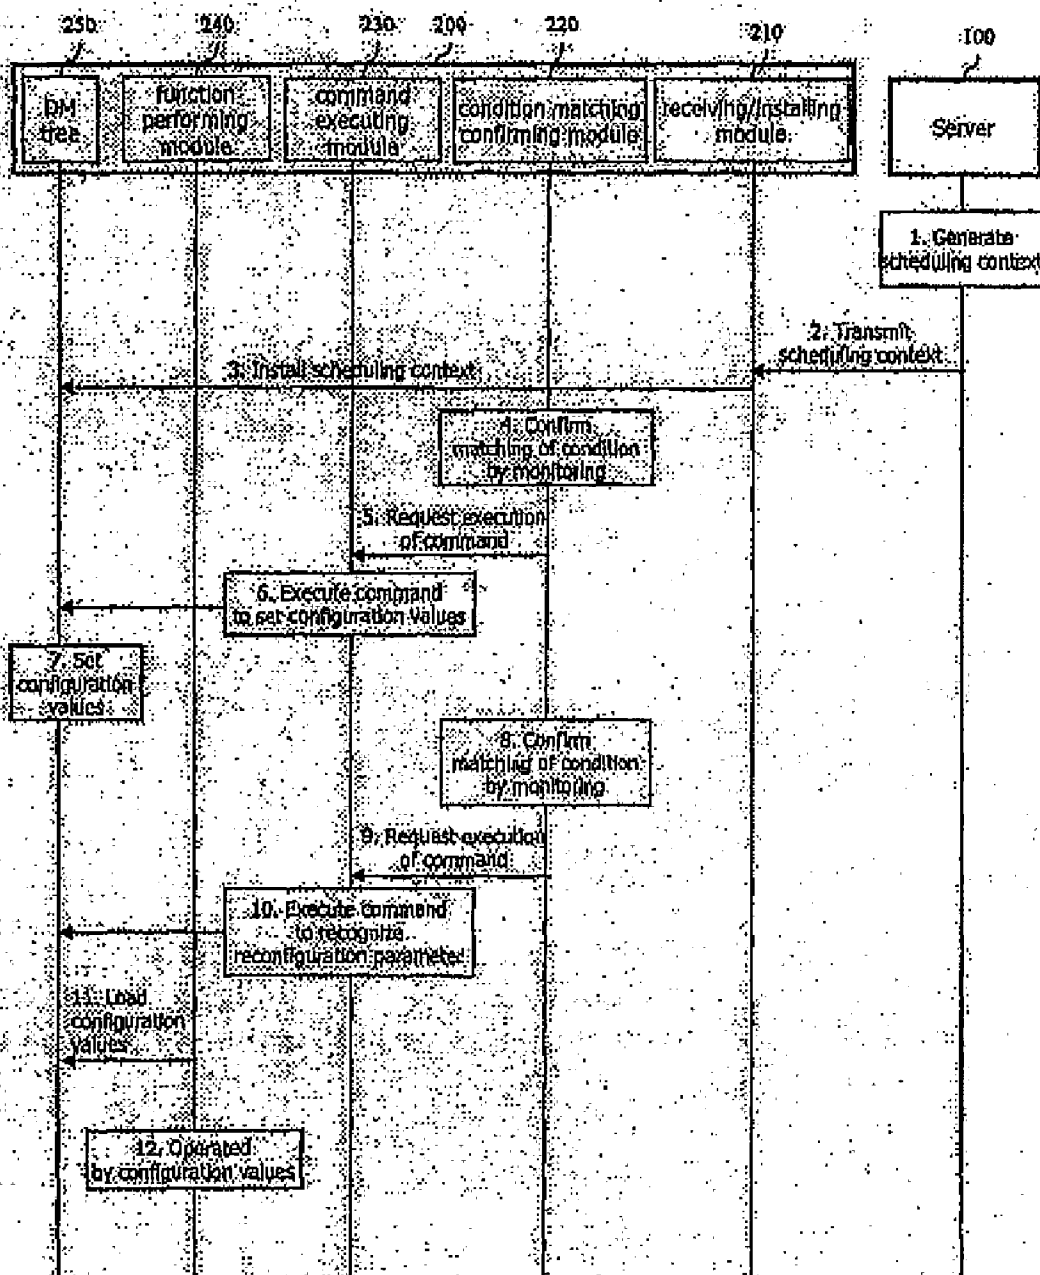 250 240 230 200 220 210 100
DM
tree
function
performing
module
command
executing
module
condition matching
confirming module
receiving/installing
module
Server
1. Generate
scheduling context
2. Transmit
scheduling context
3. Install scheduling context
4. Confirm
matching of condition
by monitoring
5. Request execution
of command
6. Execute command
to set configuration values
7. Set
configuration
values
8. Confirm
matching of condition
by monitoring
9. Request execution
of command
10. Execute command
to recognize
reconfiguration parameter
11. Load
configuration
values
12. Operated
by configuration values